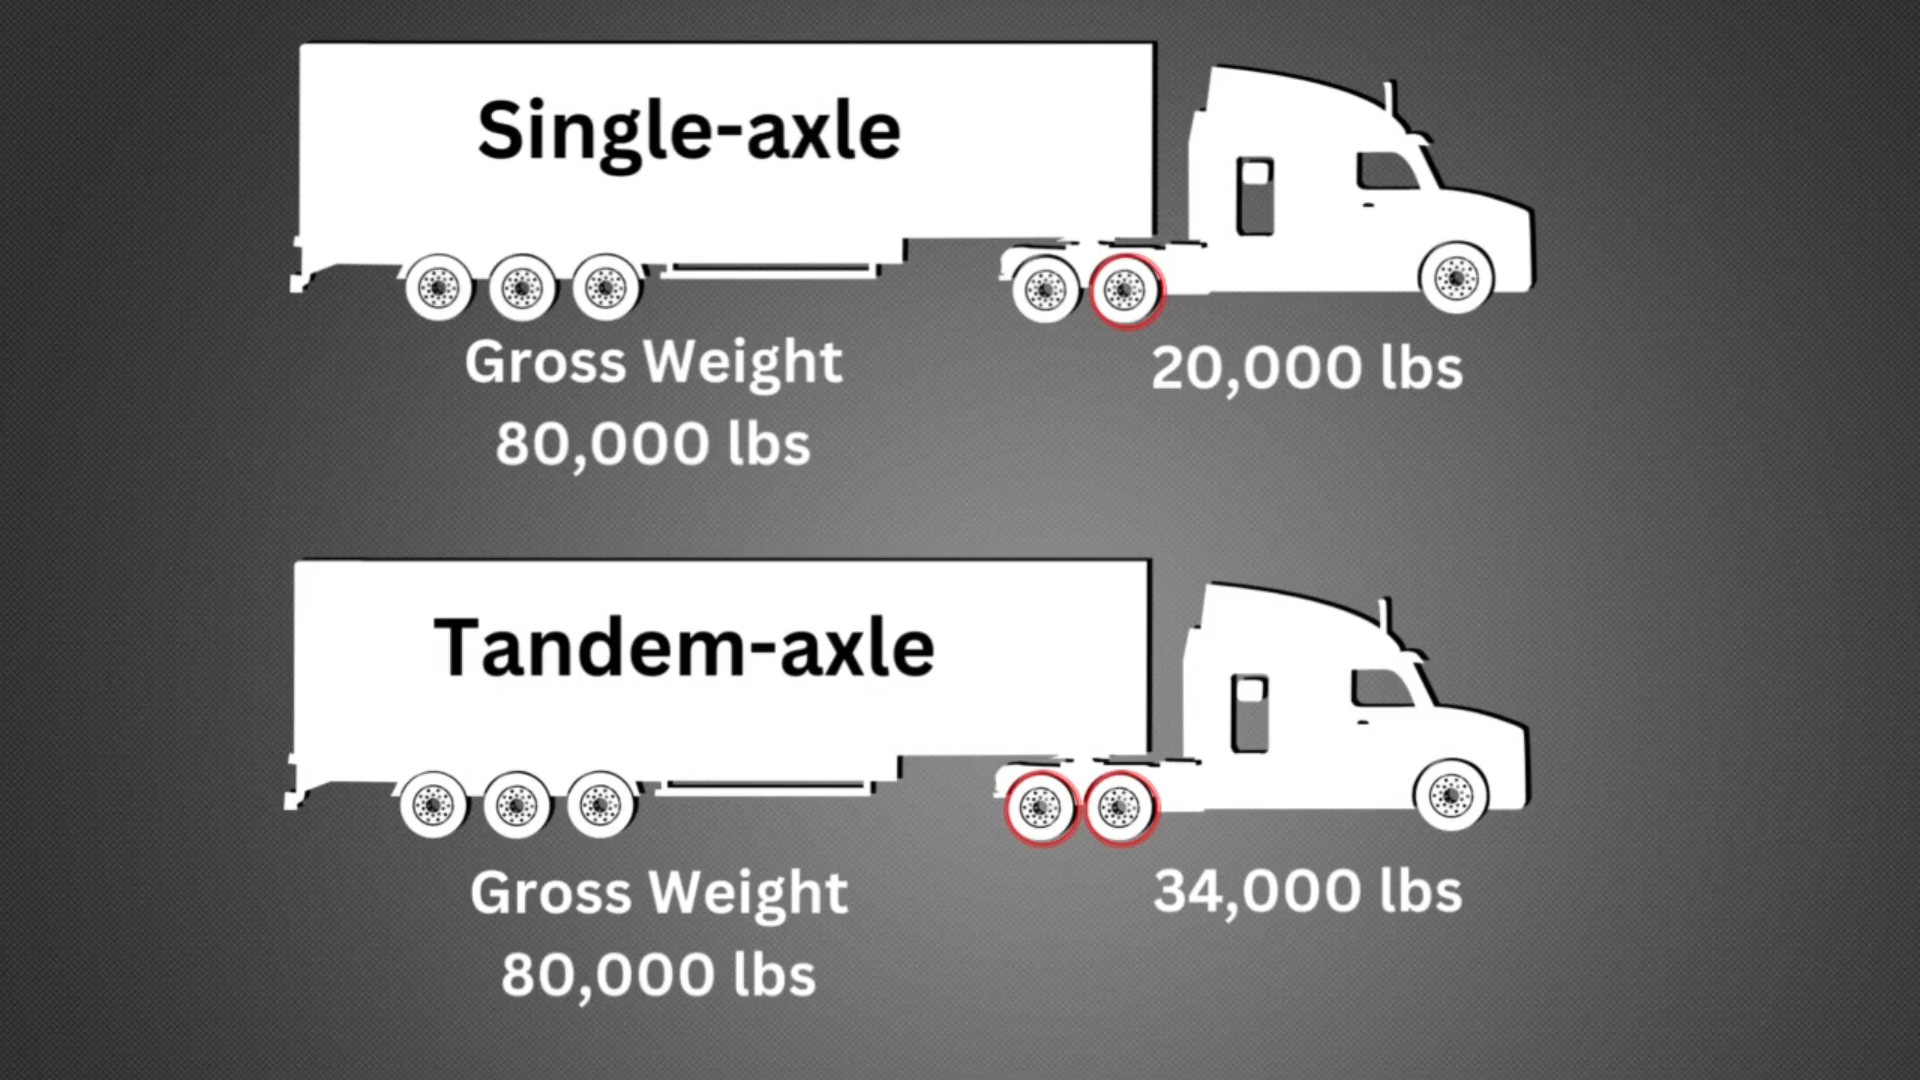 Single-axle
Gross Weight
80,000 lbs
20,000 lbs
Tandem-axle
Gross Weight
80,000 lbs
34,000 lbs